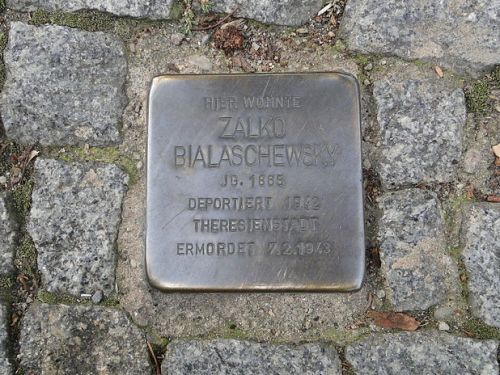 HIER WOHNTE
ZALKO
BIALASCHEWSKY
JG. 1865
DEPORTIERT 1942
THERESIENSTADT
ERMORDET 7.2.1943